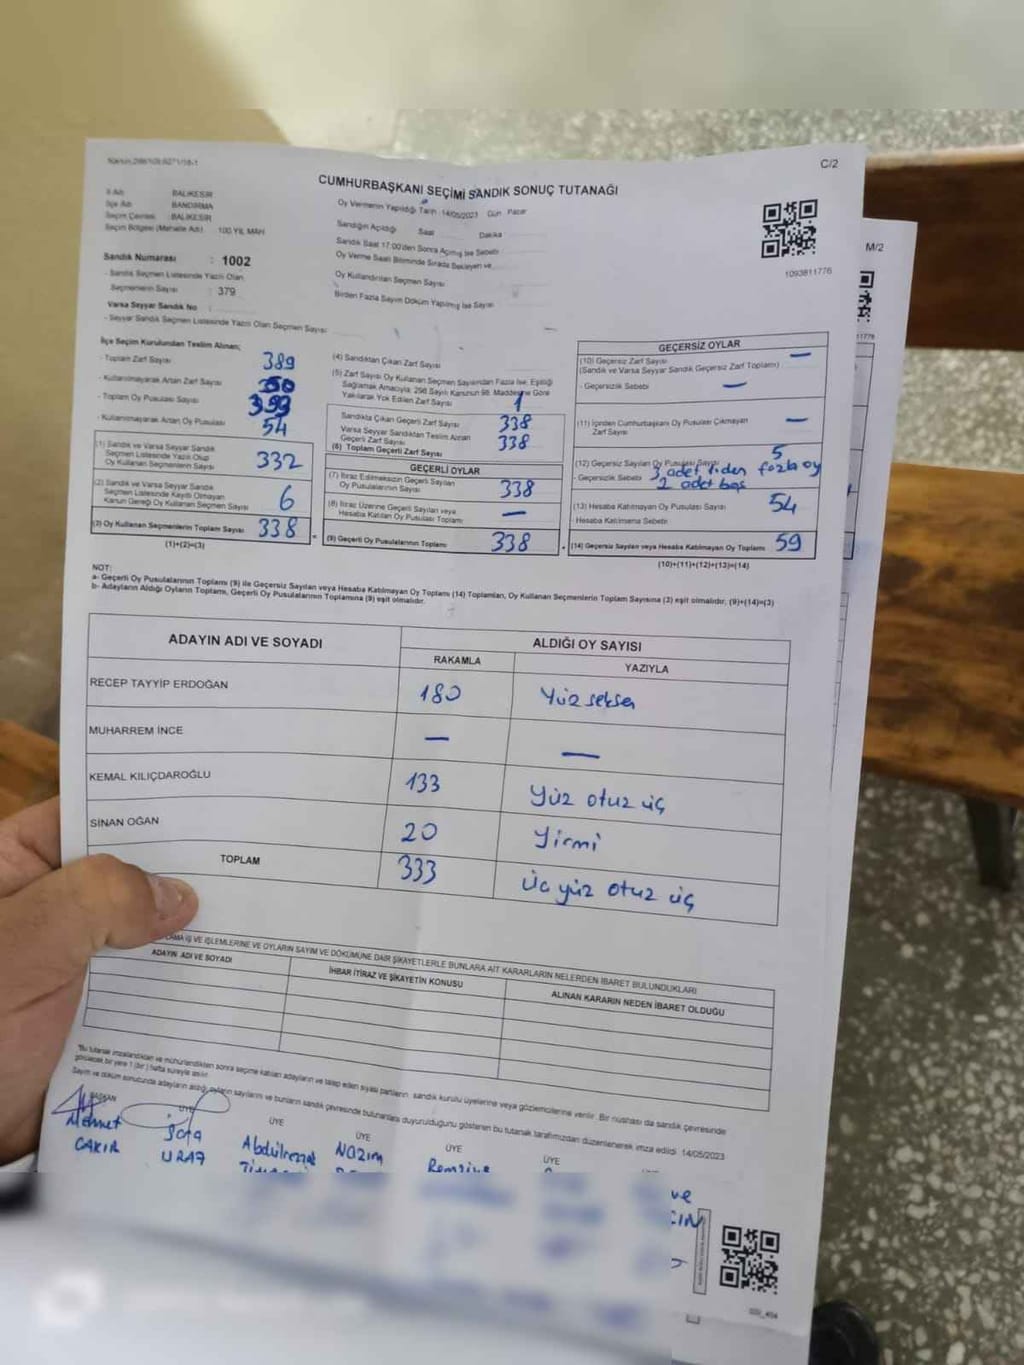 C/2
CUMHURBAŞKANI SEÇİMİ SANDIK SONUÇ TUTANAĞI
İl Adı BALIKESİR
İlçe Adı BANDIRMA
Seçim Çevresi : BALIKESİR
Seçim Bölgesi (Mahalle Adı) 100.YIL MAH
Sandık Numarası : 1002
- Sandık Seçmen Listesinde Yazılı Olan
Seçmenlerin Sayısı : 379
Varsa Seyyar Sandık No
- Seyyar Sandık Seçmen Listesinde Yazılı Olan Seçmen Sayısı
Oy Vermenin Yapıldığı Tarih : 14/05/2023 Gün Pazar
Sandığın Açıldığı Saat Dakika
Sandık Saat 17:00'den Sonra Açılmış İse Sebebi
Oy Verme Saati Bitiminde Sırada Bekleyen ve
Oy Kullandırılan Seçmen Sayısı
Birden Fazla Sayım Döküm Yapılmış İse Sayısı
1093811776
M/2
İlçe Seçim Kurulundan Teslim Alınan;
- Toplam Zarf Sayısı 389
- Kullanılmayarak Artan Zarf Sayısı
- Toplam Oy Pusulası Sayısı
- Kullanılmayarak Artan Oy Pusulası 54
(1) Sandık ve Varsa Seyyar Sandık
Seçmen Listesinde Yazılı Olup
Oy Kullanan Seçmenlerin Sayısı 332
(2) Sandık ve Varsa Seyyar Sandık
Seçmen Listesinde Kayıtlı Olmayan
Kanun Gereği Oy Kullanan Seçmen Sayısı 6
(3) Oy Kullanan Seçmenlerin Toplam Sayısı 338
(1)+(2)=(3)
(4) Sandıktan Çıkan Zarf Sayısı
(5) Zarf Sayısı Oy Kullanan Seçmen Sayısından Fazla İse, Eşitliği
Sağlamak Amacıyla; 298 Sayılı Kanunun 98. Maddesine Göre
Yakılarak Yok Edilen Zarf Sayısı 1
Sandıkta Çıkan Geçerli Zarf Sayısı 338
Varsa Seyyar Sandıktan Teslim Alınan
Geçerli Zarf Sayısı 338
(6) Toplam Geçerli Zarf Sayısı
GEÇERLİ OYLAR
(7) İtiraz Edilmeksizin Geçerli Sayılan
Oy Pusulalarının Sayısı 338
(8) İtiraz Üzerine Geçerli Sayılan veya
Hesaba Katılan Oy Pusulası Toplamı —
(9) Geçerli Oy Pusulalarının Toplamı 338
GEÇERSİZ OYLAR
(10) Geçersiz Zarf Sayısı —
(Sandık ve Varsa Seyyar Sandık Geçersiz Zarf Toplamı)
- Geçersizlik Sebebi —
(11) İçinden Cumhurbaşkanı Oy Pusulası Çıkmayan —
Zarf Sayısı
(12) Geçersiz Sayılan Oy Pusulası Sayısı 5
- Geçersizlik Sebebi 3 adet 1'den fazla oy
2 adet boş
(13) Hesaba Katılmayan Oy Pusulası Sayısı 54
- Hesaba Katılmama Sebebi
(14) Geçersiz Sayılan veya Hesaba Katılmayan Oy Toplamı 59
(10)+(11)+(12)+(13)=(14)
NOT:
a- Geçerli Oy Pusulalarının Toplamı (9) ile Geçersiz Sayılan veya Hesaba Katılmayan Oy Toplamı (14) Toplamları, Oy Kullanan Seçmenlerin Toplam Sayısına (3) eşit olmalıdır, (9)+(14)=(3)
b- Adayların Aldığı Oyların Toplamı, Geçerli Oy Pusulalarının Toplamına (9) eşit olmalıdır.
ADAYIN ADI VE SOYADI ALDIĞI OY SAYISI
RAKAMLA YAZIYLA
RECEP TAYYİP ERDOĞAN 180 Yüz seksen
MUHARREM İNCE — —
KEMAL KILIÇDAROĞLU 133 Yüz otuz üç
SİNAN OĞAN 20 Yirmi
TOPLAM 333 Üç yüz otuz üç
İŞ VE İŞLEMLERİNE VE OYLARIN SAYIM VE DÖKÜMÜNE DAİR ŞİKAYETLERLE BUNLARA AİT KARARLARIN NELERDEN İBARET BULUNDUKLARI
ADAYIN ADI VE SOYADI İHBAR İTİRAZ VE ŞİKAYETİN KONUSU ALINAN KARARIN NEDEN İBARET OLDUĞU
"Bu tutanak imzalandıktan ve mühürlendikten sonra seçime katılan adayların ve talep eden siyasi partilerin sandık kurulu üyelerine veya gözlemcilerine verilir. Bir nüshası da sandık çevresinde
görülecek bir yere 1 (bir) hafta süreyle asılır.
Sayım ve döküm sonucunda adayların aldığı oyların sayılarını ve bunların sandık çevresinde bulunanlara duyurulduğunu gösteren bu tutanak tarafımızdan düzenlenerek imza edildi. 14/05/2023
BAŞKAN ÜYE ÜYE ÜYE ÜYE ÜYE
Mehmet
ÇAKIR
URAZ
Nazım